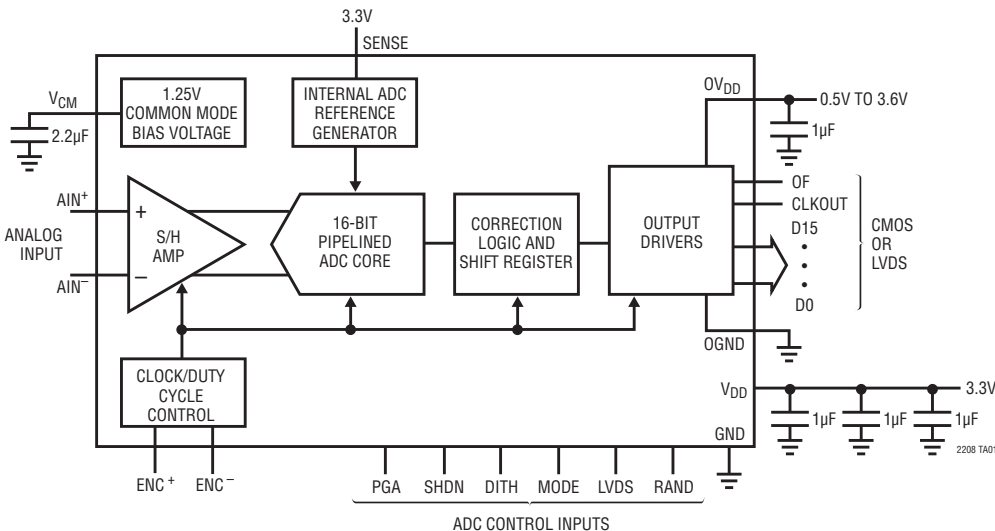 3.3V
SENSE
1.25V
COMMON MODE
BIAS VOLTAGE
INTERNAL ADC
REFERENCE
GENERATOR
VCM
2.2µF
OVDD
0.5V TO 3.6V
1µF
AIN+
ANALOG
INPUT
AIN−
+
S/H
AMP
−
16-BIT
PIPELINED
ADC CORE
CORRECTION
LOGIC AND
SHIFT REGISTER
OUTPUT
DRIVERS
OF
CLKOUT
D15
•
•
•
D0
CMOS
OR
LVDS
OGND
CLOCK/DUTY
CYCLE
CONTROL
VDD
3.3V
1µF
1µF
1µF
GND
2208 TA01
ENC+
ENC−
PGA
SHDN
DITH
MODE
LVDS
RAND
ADC CONTROL INPUTS